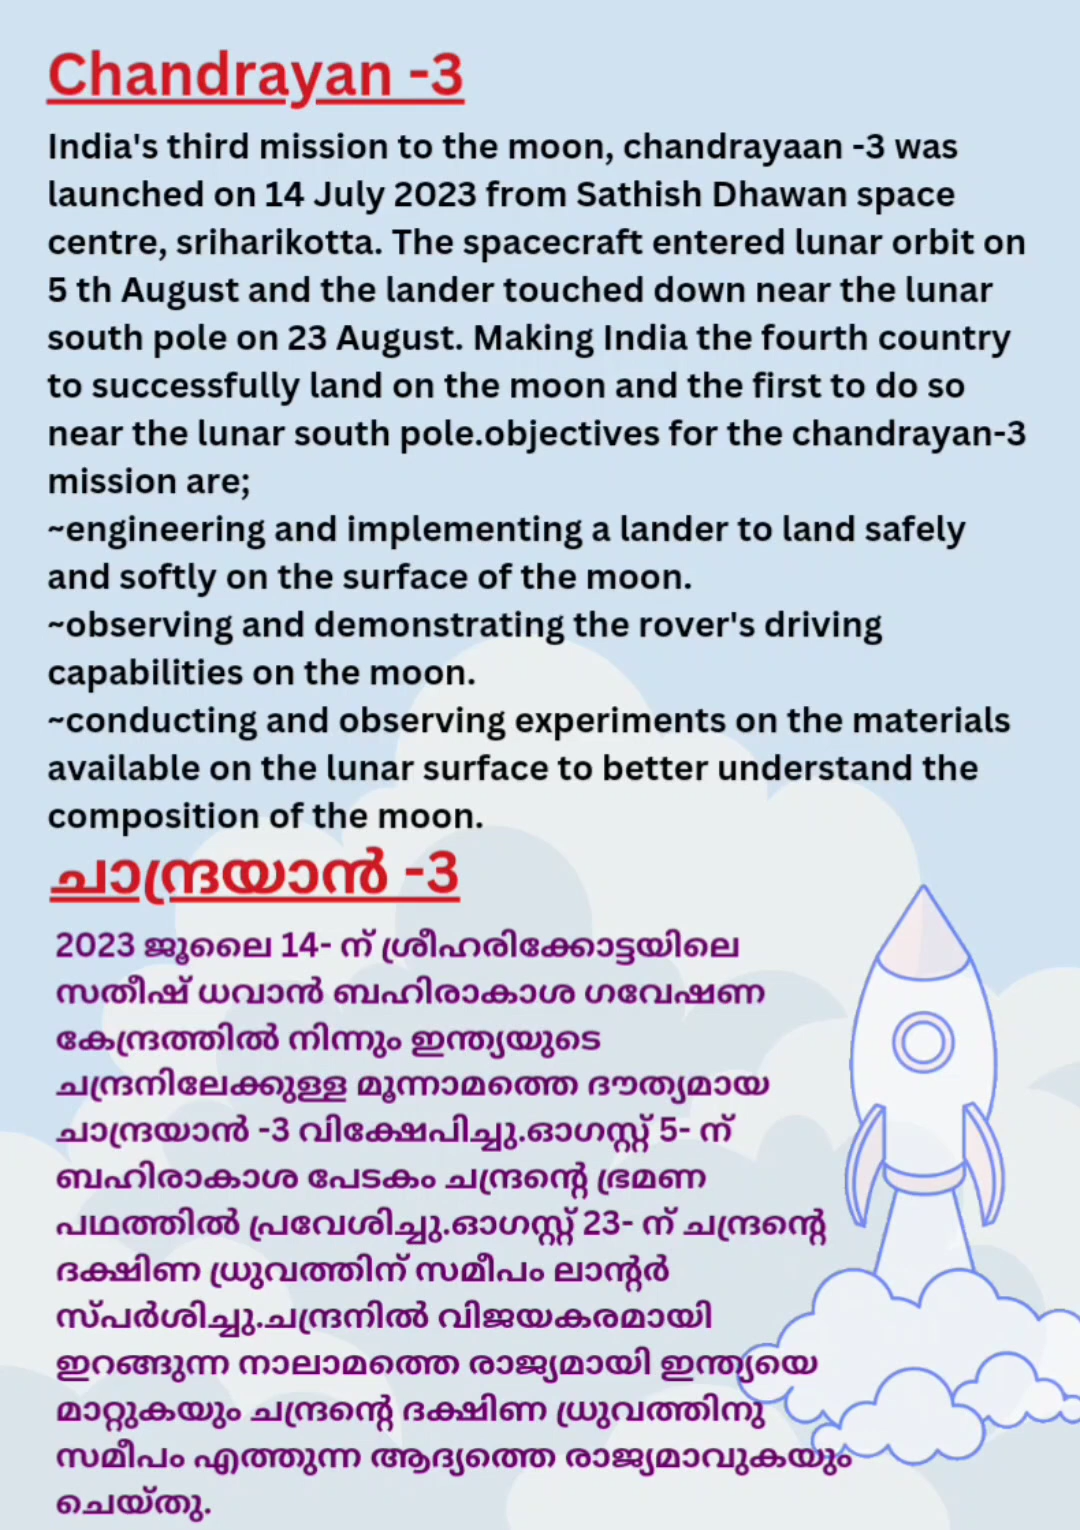 Chandrayan -3
India's third mission to the moon, chandrayaan -3 was
launched on 14 July 2023 from Sathish Dhawan space
centre, sriharikotta. The spacecraft entered lunar orbit on
5 th August and the lander touched down near the lunar
south pole on 23 August. Making India the fourth country
to successfully land on the moon and the first to do so
near the lunar south pole.objectives for the chandrayan-3
mission are;
~engineering and implementing a lander to land safely
and softly on the surface of the moon.
~observing and demonstrating the rover's driving
capabilities on the moon.
~conducting and observing experiments on the materials
available on the lunar surface to better understand the
composition of the moon.
ചാന്ദ്രയാൻ -3
2023 ജൂലൈ 14- ന് ശ്രീഹരിക്കോട്ടയിലെ
സതീഷ് ധവാൻ ബഹിരാകാശ ഗവേഷണ
കേന്ദ്രത്തിൽ നിന്നും ഇന്ത്യയുടെ
ചന്ദ്രനിലേക്കുള്ള മൂന്നാമത്തെ ദൗത്യമായ
ചാന്ദ്രയാൻ -3 വിക്ഷേപിച്ചു.ഓഗസ്റ്റ് 5- ന്
ബഹിരാകാശ പേടകം ചന്ദ്രന്റെ ഭ്രമണ
പഥത്തിൽ പ്രവേശിച്ചു.ഓഗസ്റ്റ് 23- ന് ചന്ദ്രന്റെ
ദക്ഷിണ ധ്രുവത്തിന് സമീപം ലാന്റർ
സ്പർശിച്ചു.ചന്ദ്രനിൽ വിജയകരമായി
ഇറങ്ങുന്ന നാലാമത്തെ രാജ്യമായി ഇന്ത്യയെ
മാറ്റുകയും ചന്ദ്രന്റെ ദക്ഷിണ ധ്രുവത്തിനു
സമീപം എത്തുന്ന ആദ്യത്തെ രാജ്യമാവുകയും
ചെയ്തു.